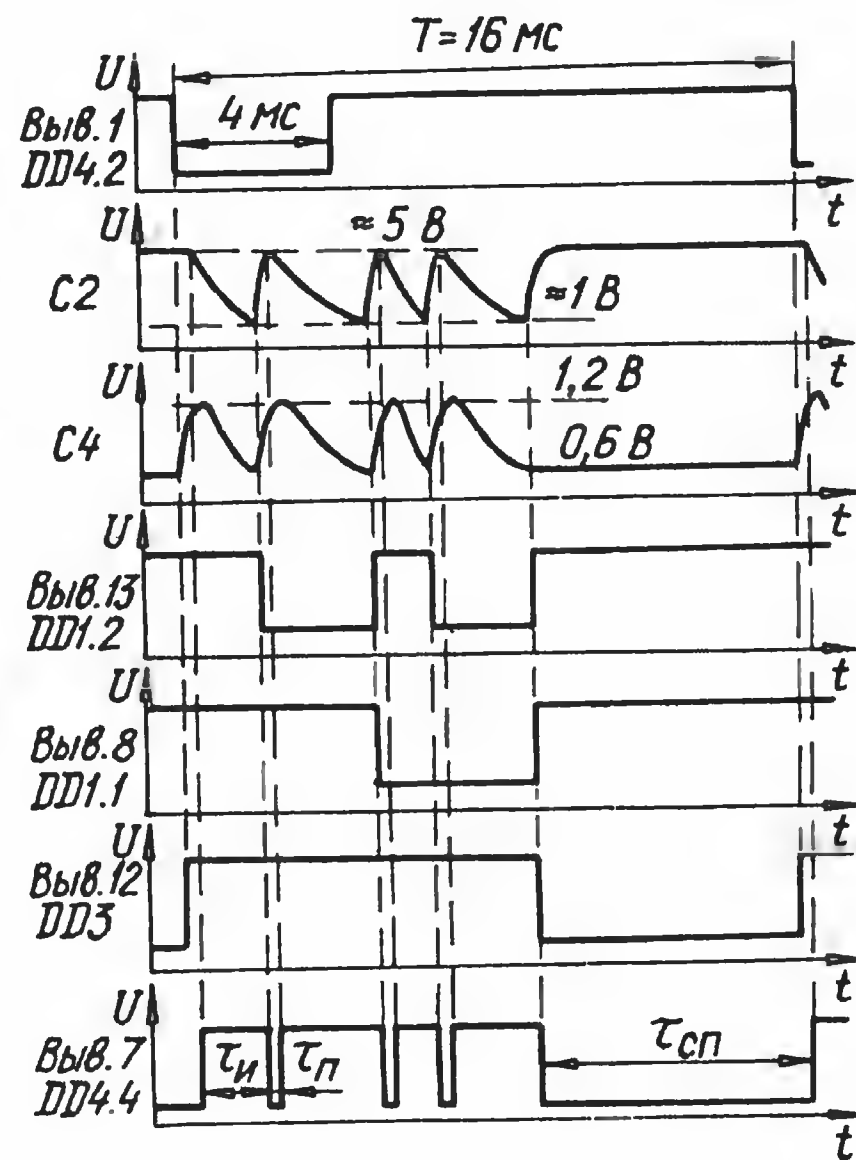 T=16 мс
U
4 мс
Выв.1
DD4.2
t
U
≈5 В
C2
≈1 В
t
U
1,2 В
C4
0,6 В
t
U
Выв.13
DD1.2
t
U
Выв.8
DD1.1
t
U
Выв.12
DD3
t
U
τи
τп
τсп
Выв.7
DD4.4
t